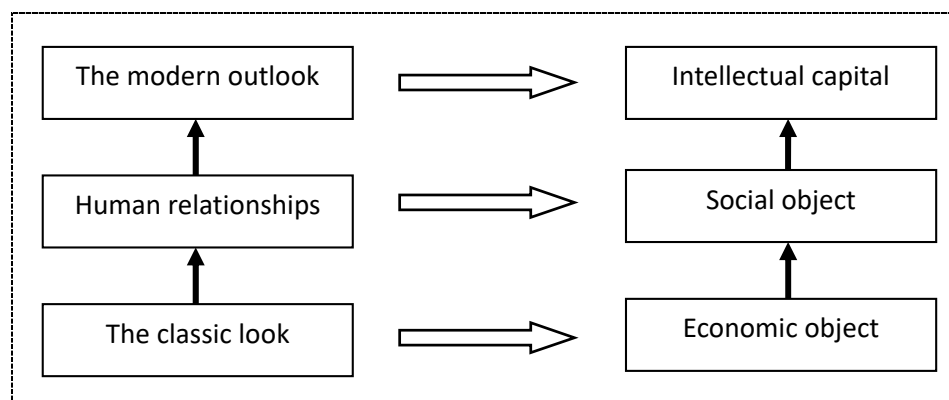 The modern outlook
Intellectual capital
Human relationships
Social object
The classic look
Economic object